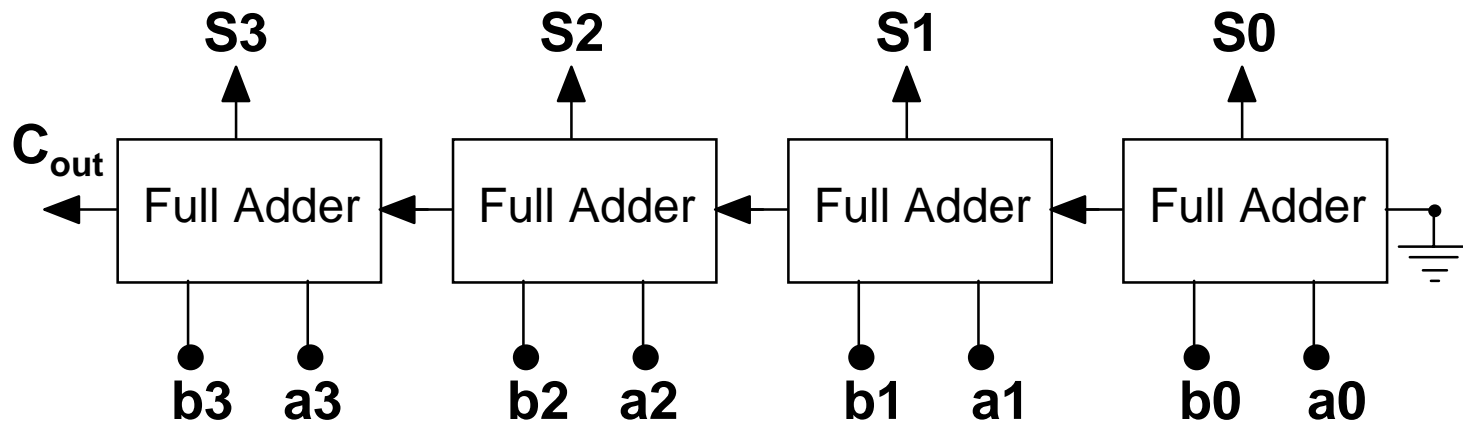 S3 S2 S1 S0
Cout
Full Adder Full Adder Full Adder Full Adder
b3 a3 b2 a2 b1 a1 b0 a0